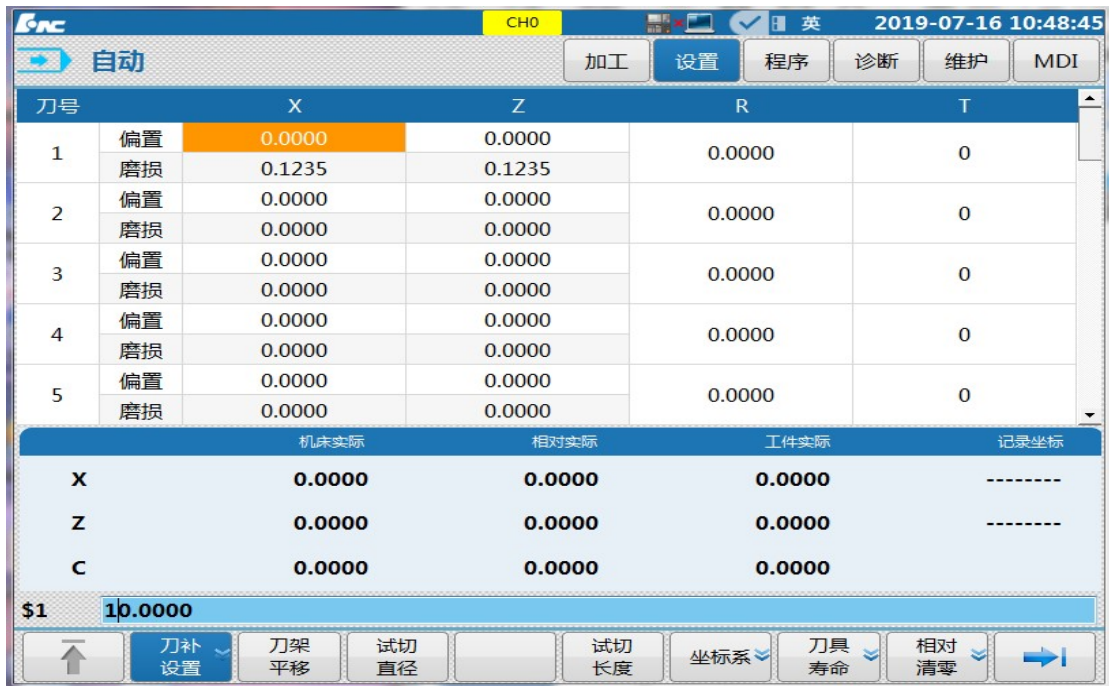 HNC CH0 英 2019-07-16 10:48:45
自动 加工 设置 程序 诊断 维护 MDI
刀号 X Z R T
1 偏置 0.0000 0.0000 0.0000 0
磨损 0.1235 0.1235
2 偏置 0.0000 0.0000 0.0000 0
磨损 0.0000 0.0000
3 偏置 0.0000 0.0000 0.0000 0
磨损 0.0000 0.0000
4 偏置 0.0000 0.0000 0.0000 0
磨损 0.0000 0.0000
5 偏置 0.0000 0.0000 0.0000 0
磨损 0.0000 0.0000
机床实际 相对实际 工件实际 记录坐标
X 0.0000 0.0000 0.0000 --------
Z 0.0000 0.0000 0.0000 --------
C 0.0000 0.0000 0.0000
$1 10.0000
刀补 刀架 试切 试切 坐标系 刀具 相对
设置 平移 直径 长度 寿命 清零